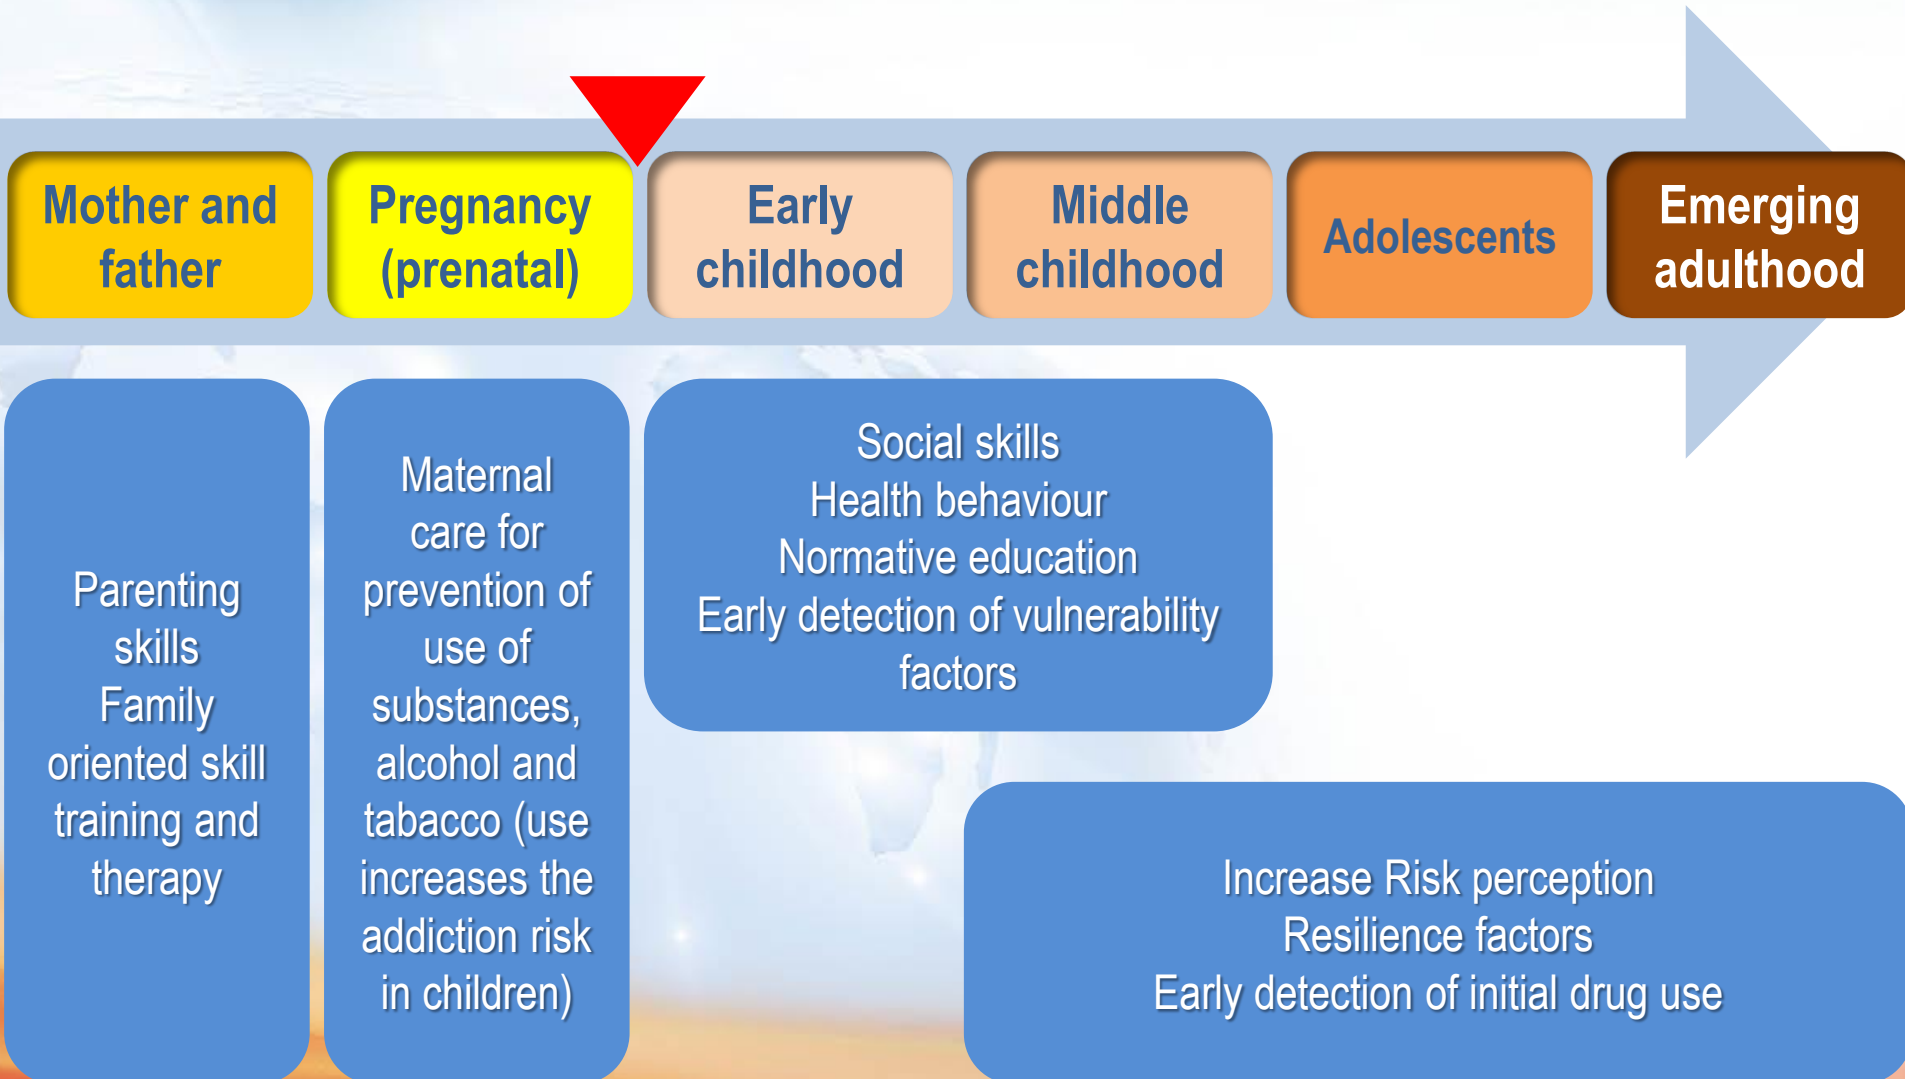 Mother and
father
Pregnancy
(prenatal)
Early
childhood
Middle
childhood
Adolescents
Emerging
adulthood
Parenting
skills
Family
oriented skill
training and
therapy
Maternal
care for
prevention of
use of
substances,
alcohol and
tabacco (use
increases the
addiction risk
in children)
Social skills
Health behaviour
Normative education
Early detection of vulnerability
factors
Increase Risk perception
Resilience factors
Early detection of initial drug use